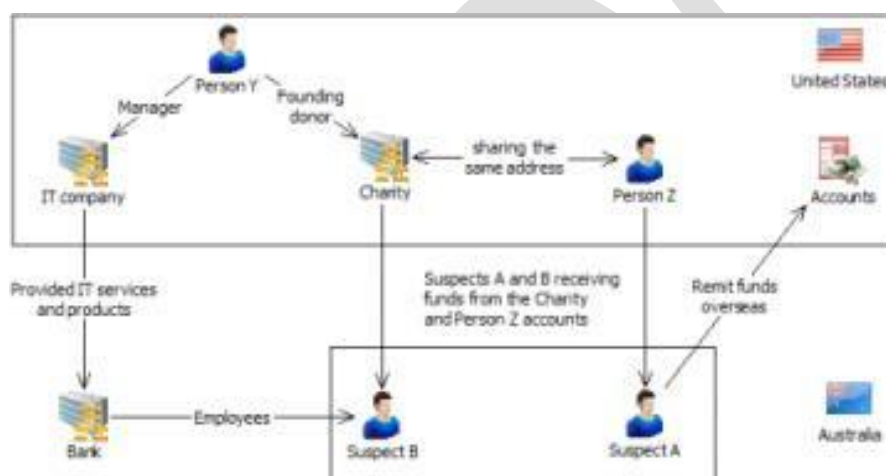 Person Y
United States
Manager
Founding
donor
sharing the
same address
IT company
Charity
Person Z
Accounts
Provided IT services
and products
Suspects A and B receiving
funds from the Charity
and Person Z accounts
Remit funds
overseas
Employees
Bank
Suspect B
Suspect A
Australia